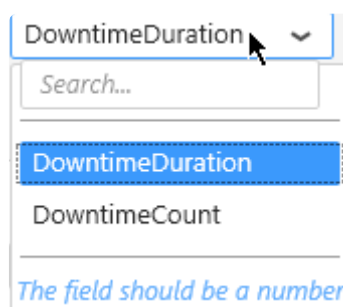 DowntimeDuration
Search...
DowntimeDuration
DowntimeCount
The field should be a number